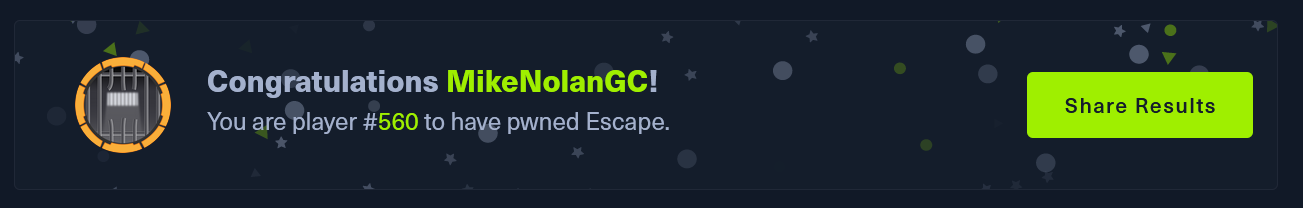 Congratulations MikeNolanGC!
You are player #560 to have pwned Escape.
Share Results